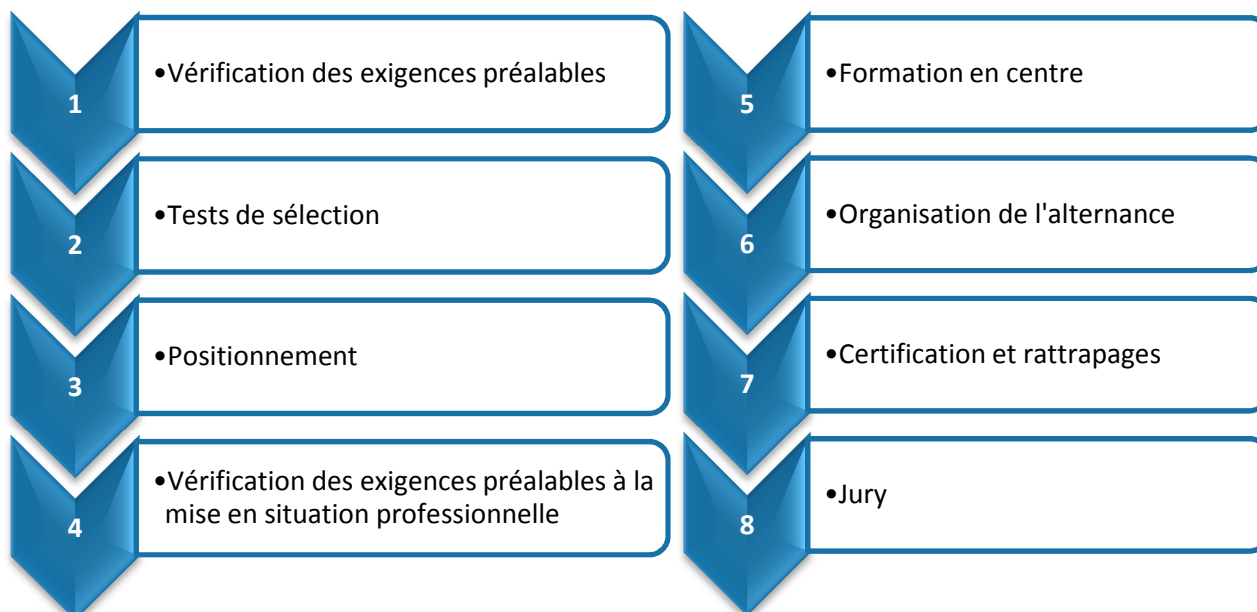 1
•Vérification des exigences préalables
2
•Tests de sélection
3
•Positionnement
4
•Vérification des exigences préalables à la
mise en situation professionnelle
5
•Formation en centre
6
•Organisation de l'alternance
7
•Certification et rattrapages
8
•Jury